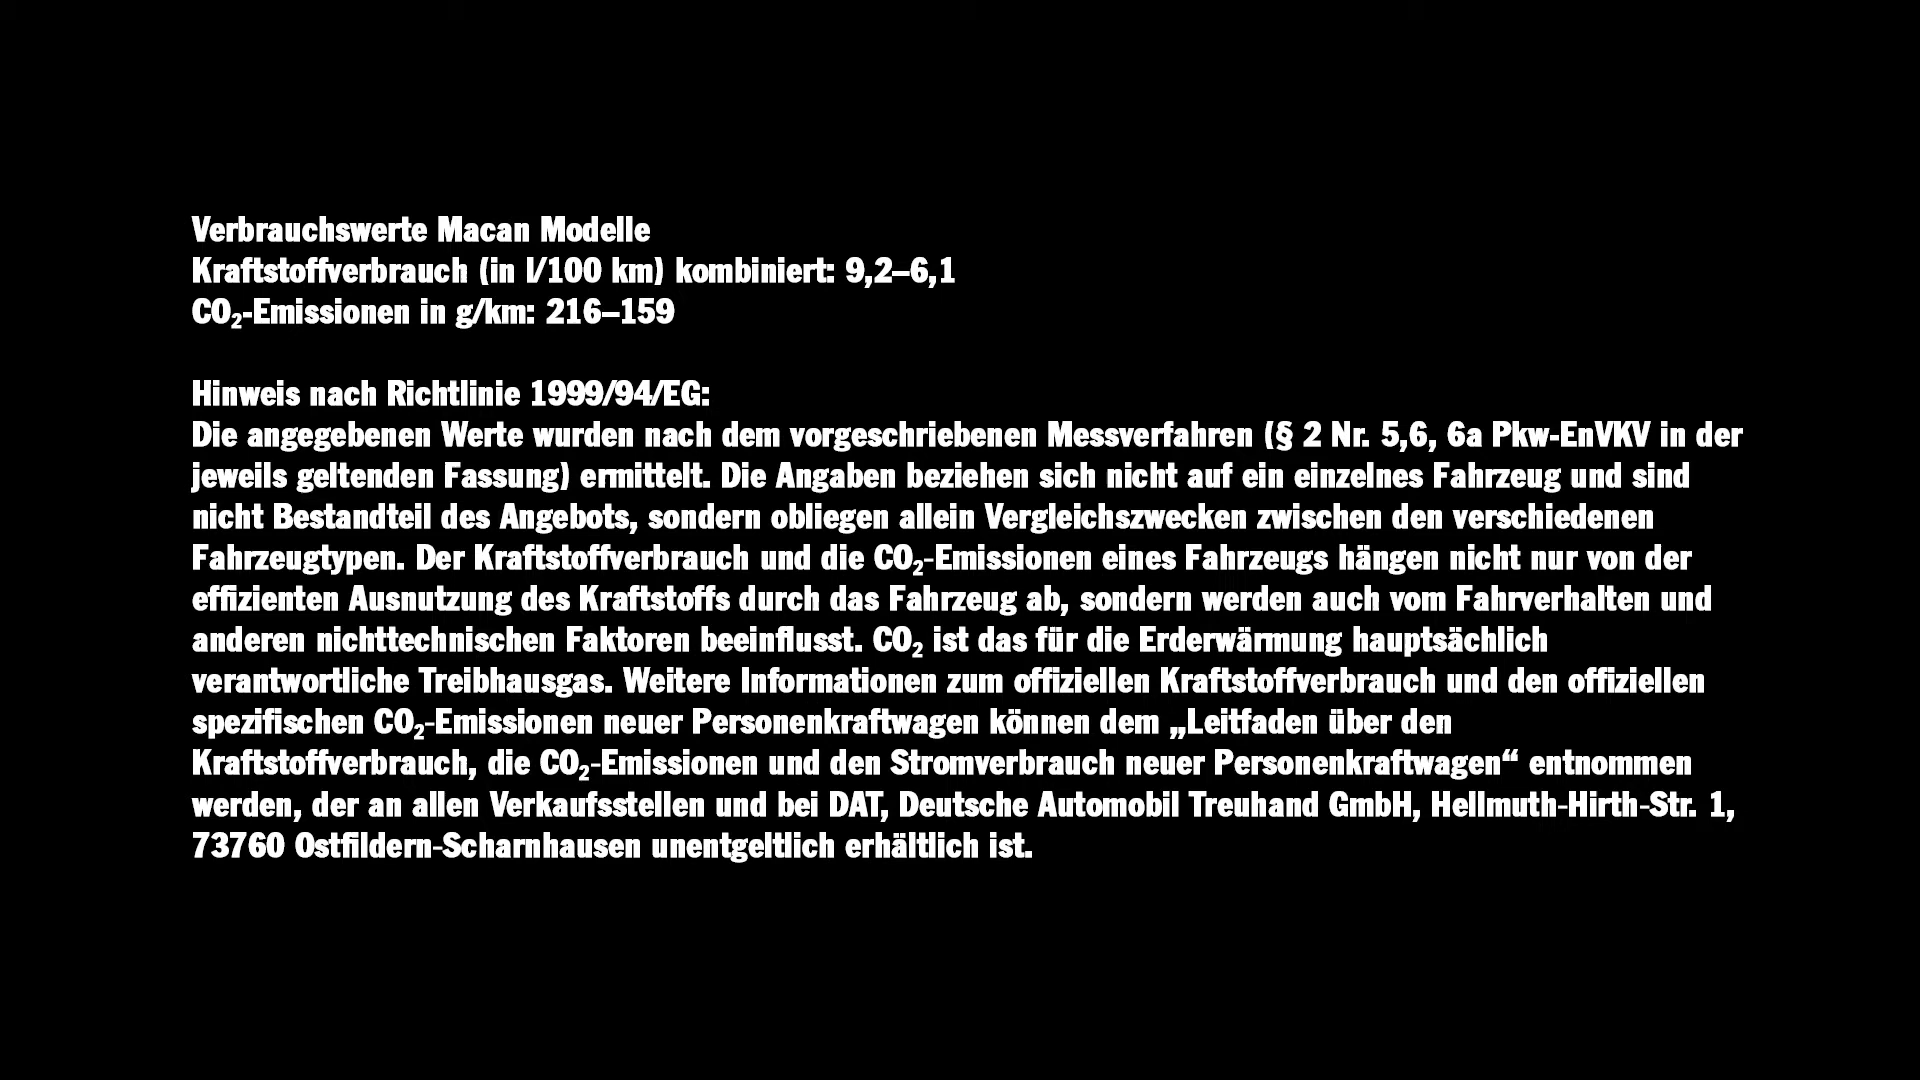 Verbrauchswerte Macan Modelle
Kraftstoffverbrauch (in l/100 km) kombiniert: 9,2–6,1
CO₂-Emissionen in g/km: 216–159
Hinweis nach Richtlinie 1999/94/EG:
Die angegebenen Werte wurden nach dem vorgeschriebenen Messverfahren (§ 2 Nr. 5,6, 6a Pkw-EnVKV in der
jeweils geltenden Fassung) ermittelt. Die Angaben beziehen sich nicht auf ein einzelnes Fahrzeug und sind
nicht Bestandteil des Angebots, sondern obliegen allein Vergleichszwecken zwischen den verschiedenen
Fahrzeugtypen. Der Kraftstoffverbrauch und die CO₂-Emissionen eines Fahrzeugs hängen nicht nur von der
effizienten Ausnutzung des Kraftstoffs durch das Fahrzeug ab, sondern werden auch vom Fahrverhalten und
anderen nichttechnischen Faktoren beeinflusst. CO₂ ist das für die Erderwärmung hauptsächlich
verantwortliche Treibhausgas. Weitere Informationen zum offiziellen Kraftstoffverbrauch und den offiziellen
spezifischen CO₂-Emissionen neuer Personenkraftwagen können dem „Leitfaden über den
Kraftstoffverbrauch, die CO₂-Emissionen und den Stromverbrauch neuer Personenkraftwagen“ entnommen
werden, der an allen Verkaufsstellen und bei DAT, Deutsche Automobil Treuhand GmbH, Hellmuth-Hirth-Str. 1,
73760 Ostfildern-Scharnhausen unentgeltlich erhältlich ist.